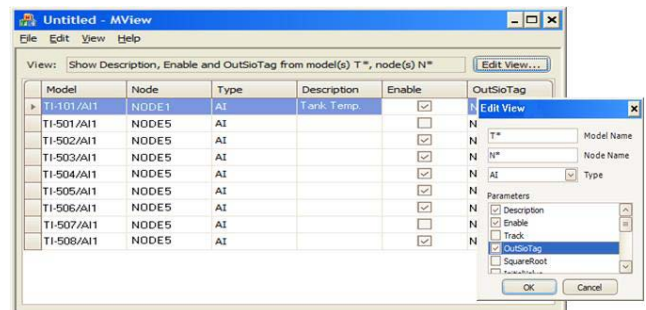 Untitled - MView
File Edit View Help
View: Show Description, Enable and OutSioTag from model(s) T*, node(s) N* Edit View...
Model Node Type Description Enable OutSioTag
TI-101/AI1 NODE1 AI Tank Temp. N
TI-501/AI1 NODE5 AI N
TI-502/AI1 NODE5 AI N
TI-503/AI1 NODE5 AI N
TI-504/AI1 NODE5 AI N
TI-505/AI1 NODE5 AI N
TI-506/AI1 NODE5 AI N
TI-507/AI1 NODE5 AI N
TI-508/AI1 NODE5 AI N
Edit View
T* Model Name
N* Node Name
AI Type
Parameters
Description
Enable
Track
OutSioTag
SquareRoot
OK Cancel